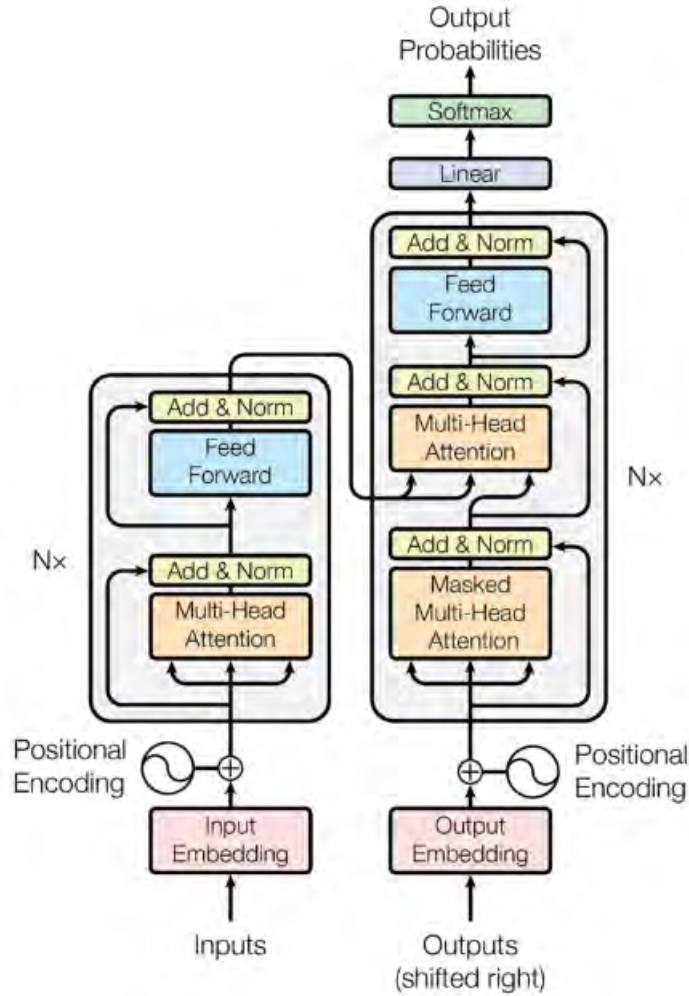 Output
Probabilities
Softmax
Linear
Add & Norm
Feed
Forward
Add & Norm
Multi-Head
Attention
Add & Norm
Masked
Multi-Head
Attention
Nx
Add & Norm
Feed
Forward
Add & Norm
Multi-Head
Attention
Nx
Positional
Encoding
Positional
Encoding
Input
Embedding
Output
Embedding
Inputs
Outputs
(shifted right)